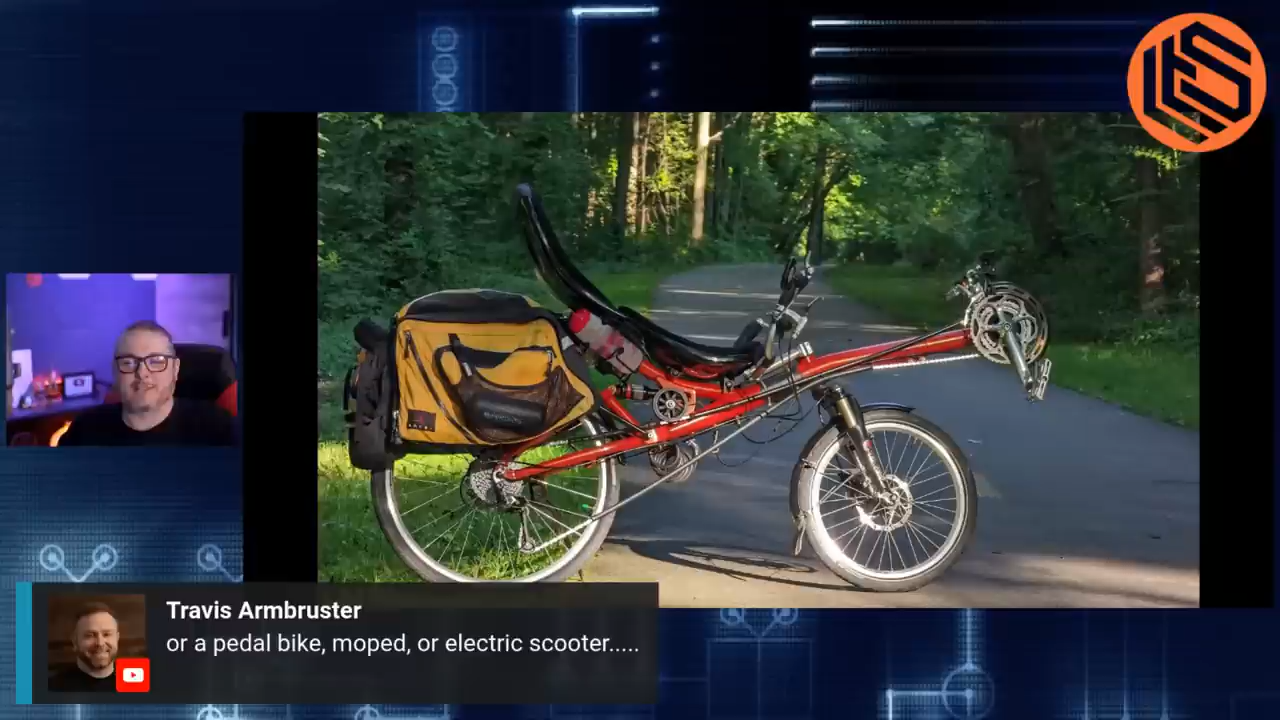 Travis Armbruster
or a pedal bike, moped, or electric scooter.....